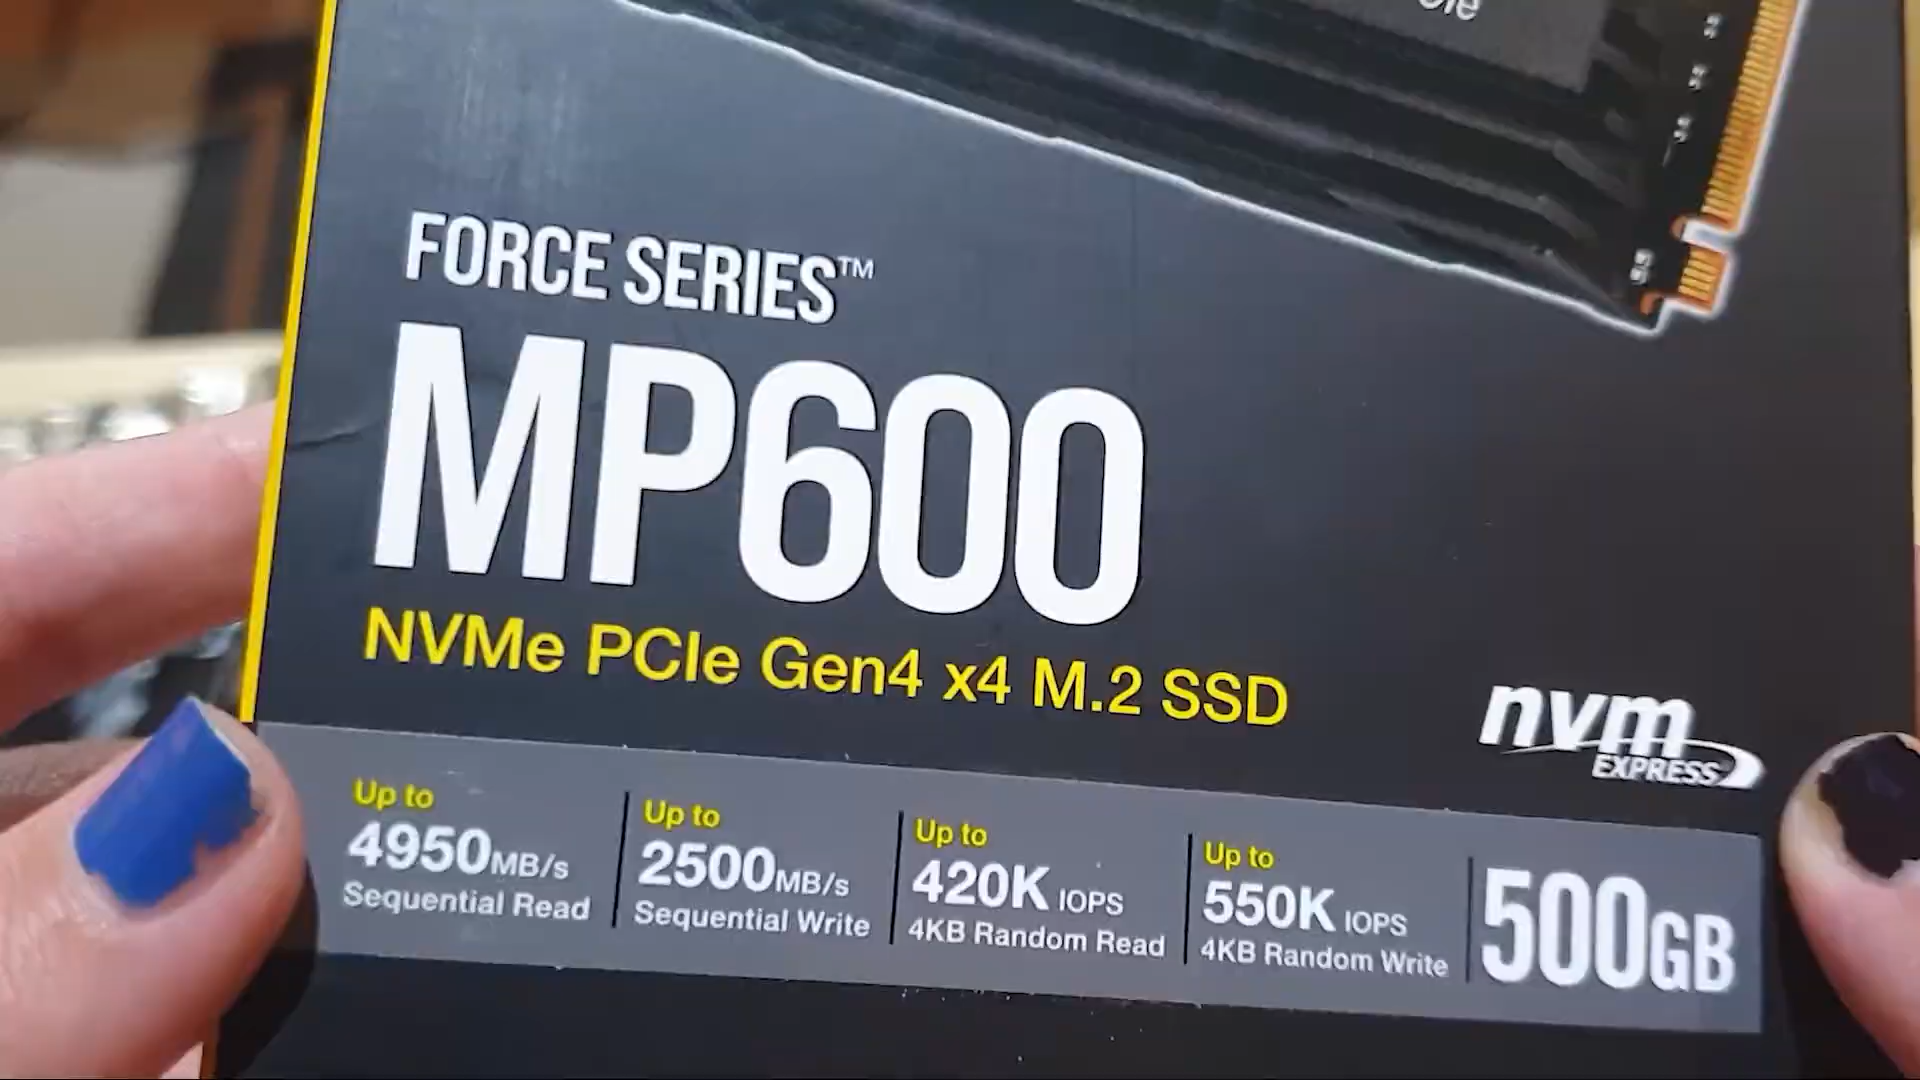 FORCE SERIES™
MP600
NVMe PCIe Gen4 x4 M.2 SSD
nvm
EXPRESS
Up to
4950MB/s
Sequential Read
Up to
2500MB/s
Sequential Write
Up to
420K IOPS
4KB Random Read
Up to
550K IOPS
4KB Random Write
500GB